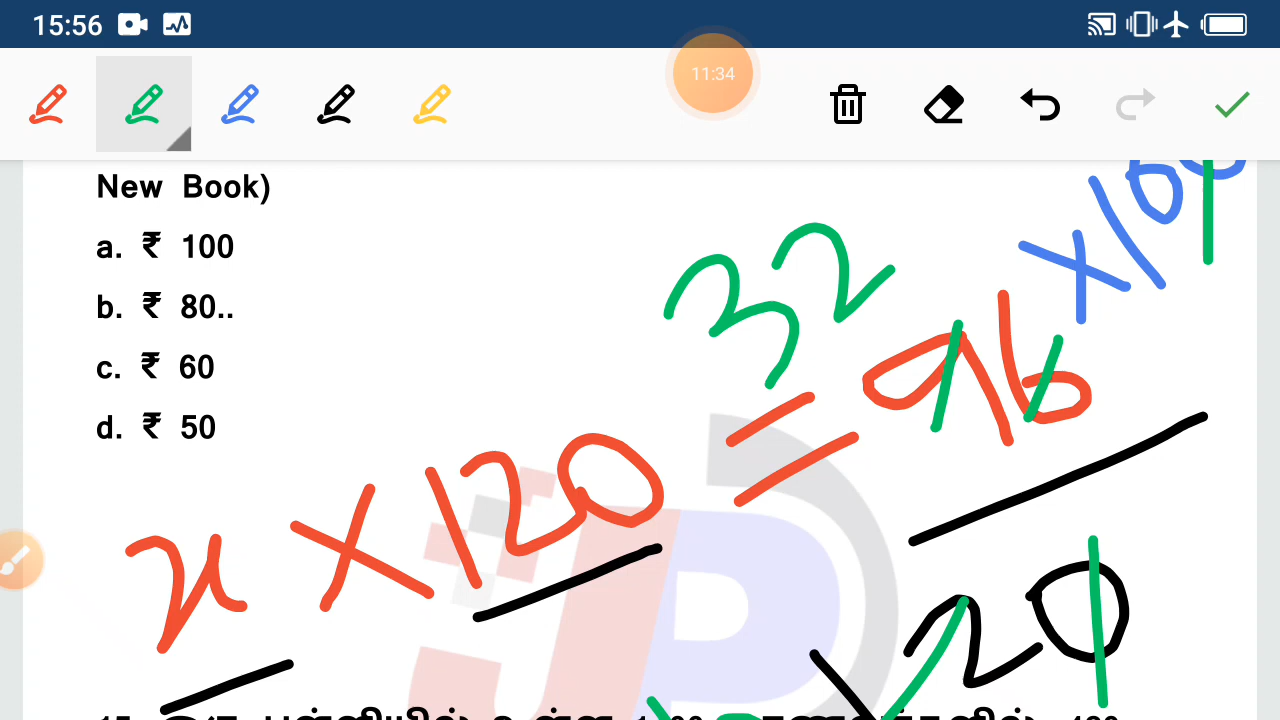 15:56
11:34
New Book)
a. ₹ 100
b. ₹ 80..
c. ₹ 60
d. ₹ 50
32
x × 120 = 96 × 100
× 20